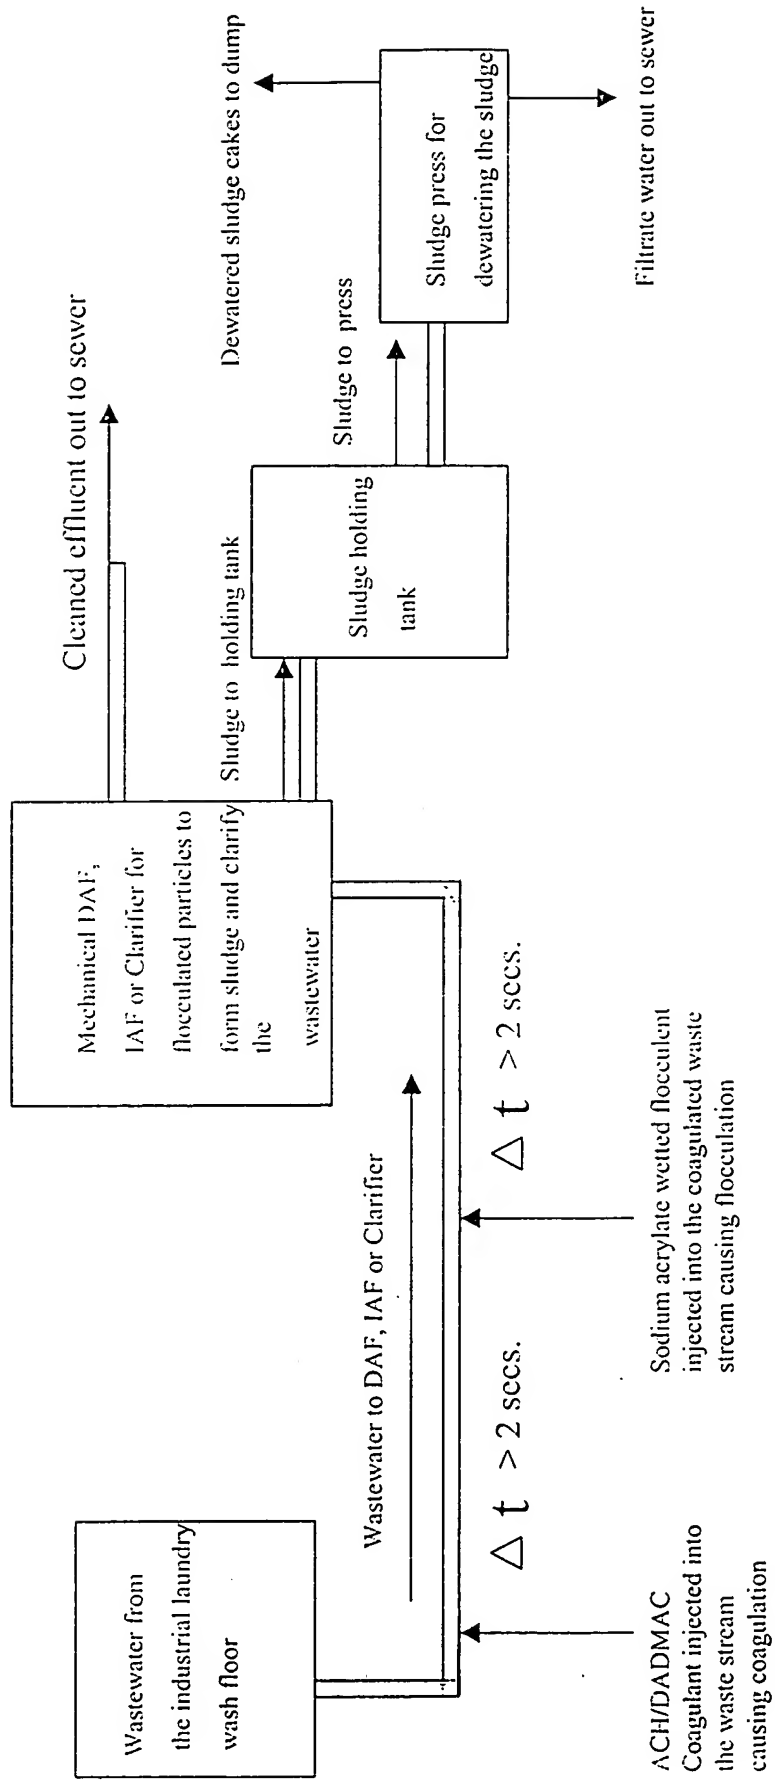 Wastewater from
the industrial laundry
wash floor
ACH/DADMAC
Coagulant injected into
the waste stream
causing coagulation
Δ t > 2 secs.
Wastewater to DAF, IAF or Clarifier
Sodium acrylate wetted flocculent
injected into the coagulated waste
stream causing flocculation
Δ t > 2 secs.
Mechanical DAF,
IAF or Clarifier for
flocculated particles to
form sludge and clarify
the
wastewater
Cleaned effluent out to sewer
Sludge to holding tank
Sludge holding
tank
Sludge to press
Sludge press for
dewatering the sludge
Dewatered sludge cakes to dump
Filtrate water out to sewer